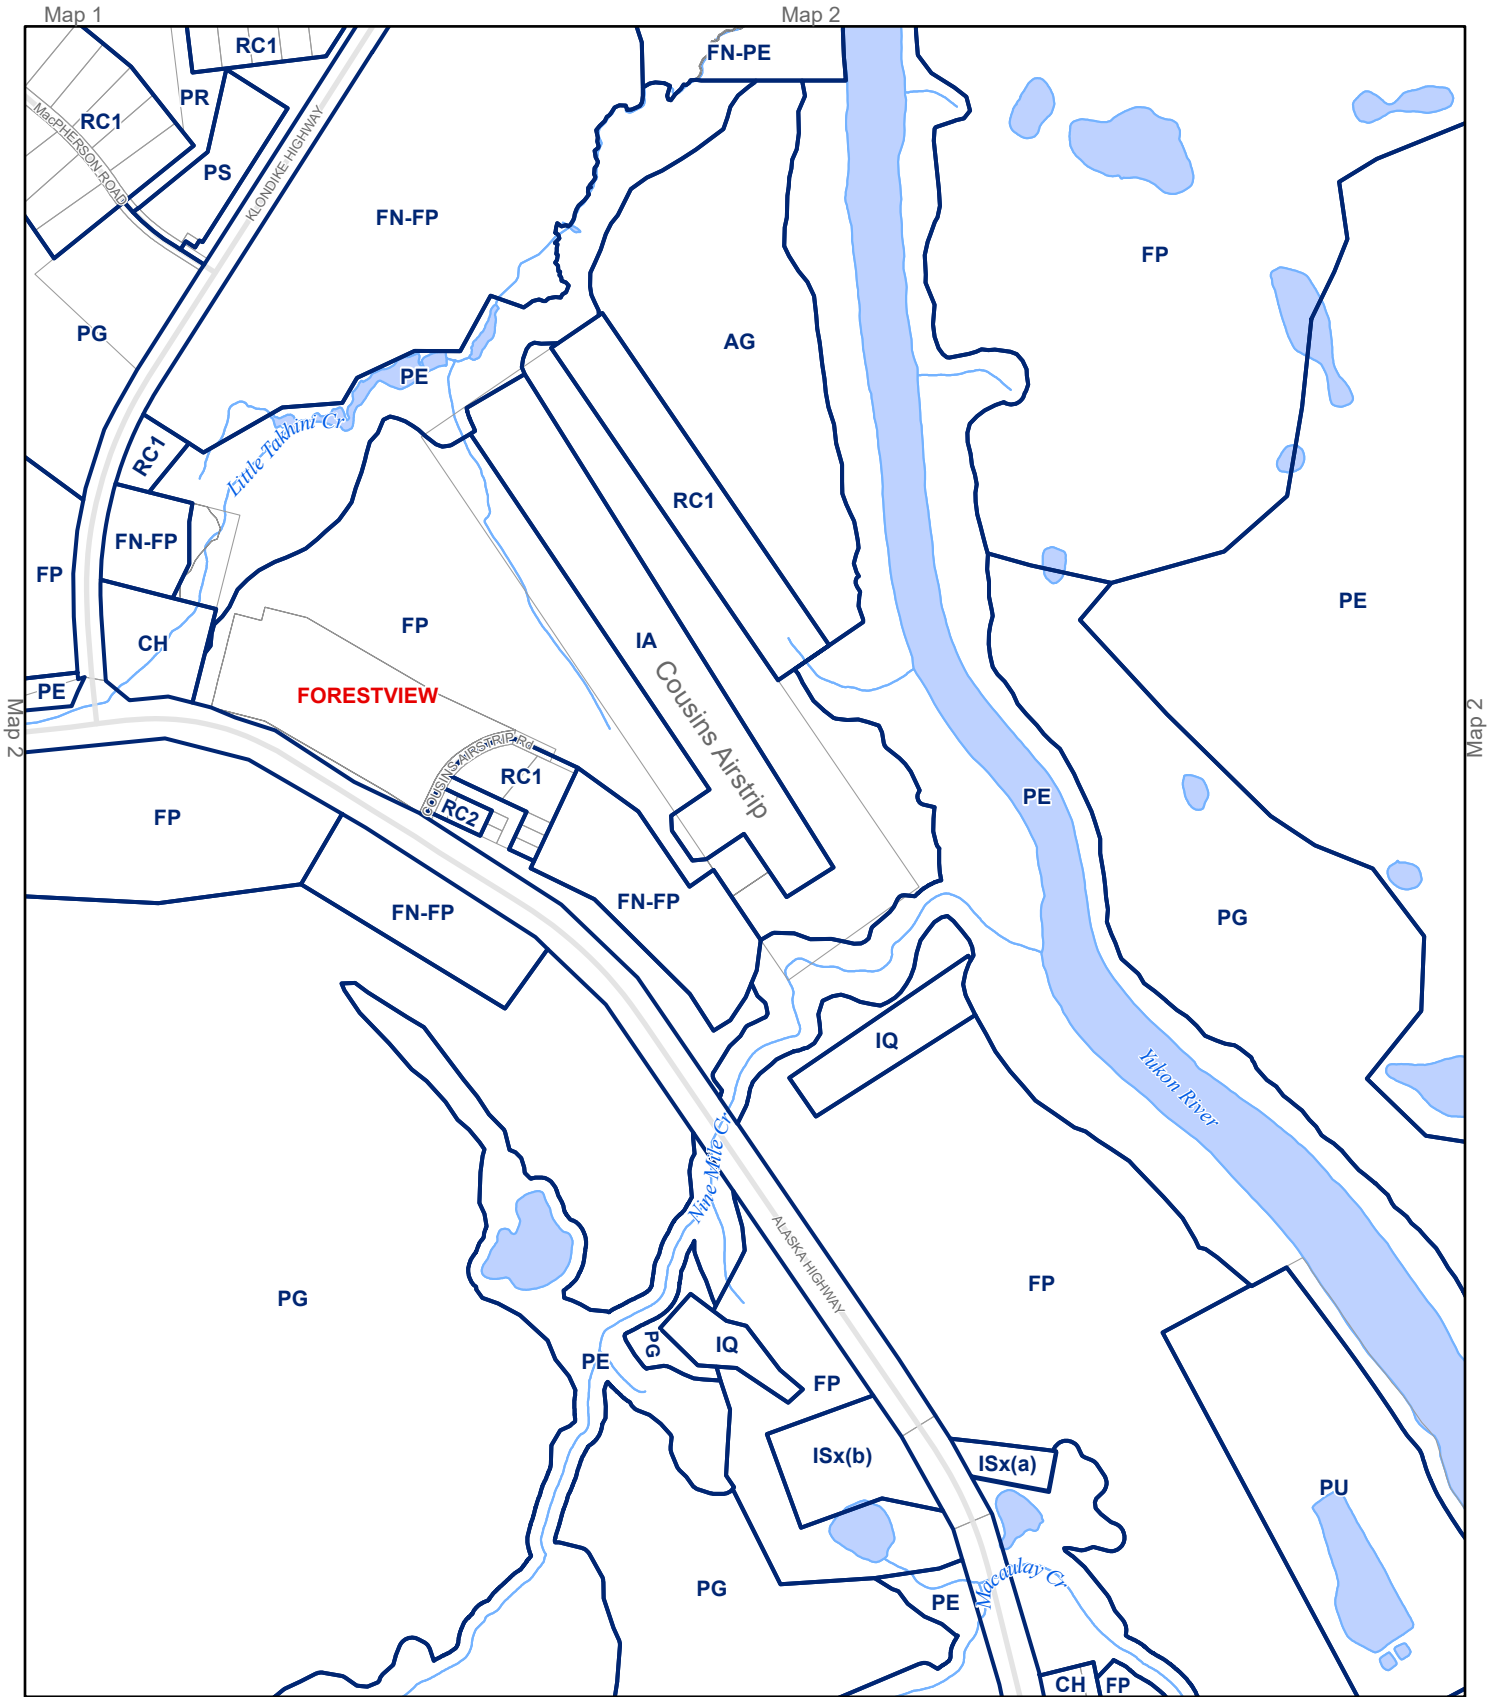 Map 1
Map 2
RC1
FN-PE
PR
RC1
MacPHERSON ROAD
PS
KLONDIKE HIGHWAY
FN-FP
FP
PG
AG
PE
Little Takhini Cr
RC1
RC1
FN-FP
FP
PE
FP
CH
IA
Cousins Airstrip
PE
FORESTVIEW
Map 2
Map 2
COUSINS AIRSTRIP Rd
RC1
RC2
PE
FP
FN-FP
FN-FP
PG
IQ
Yukon River
Nine Mile Cr
ALASKA HIGHWAY
PG
FP
PG
IQ
PE
FP
ISx(b)
ISx(a)
PU
Macaulay Cr
PG
PE
CH
FP